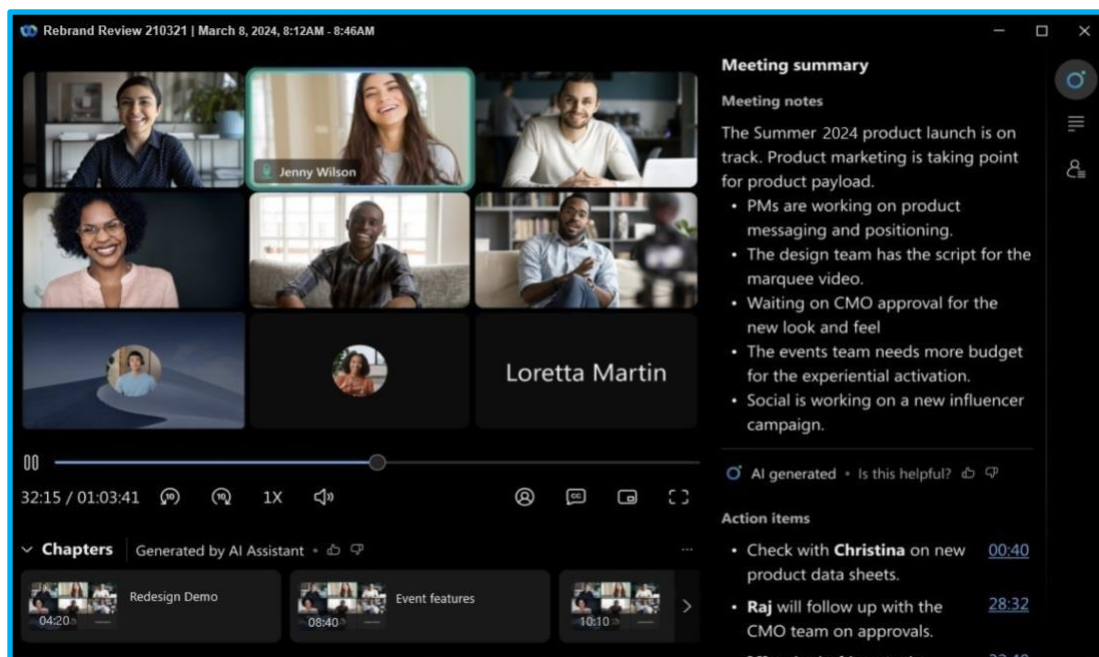 Rebrand Review 210321 | March 8, 2024, 8:12AM - 8:46AM
Jenny Wilson
Loretta Martin
32:15 / 01:03:41
10
10
1X
CC
Chapters
Generated by AI Assistant •
04:20
Redesign Demo
08:40
Event features
10:10
Meeting summary
Meeting notes
The Summer 2024 product launch is on
track. Product marketing is taking point
for product payload.
• PMs are working on product
messaging and positioning.
• The design team has the script for the
marquee video.
• Waiting on CMO approval for the
new look and feel
• The events team needs more budget
for the experiential activation.
• Social is working on a new influencer
campaign.
AI generated • Is this helpful?
Action items
• Check with Christina on new 00:40
product data sheets.
• Raj will follow up with the 28:32
CMO team on approvals.